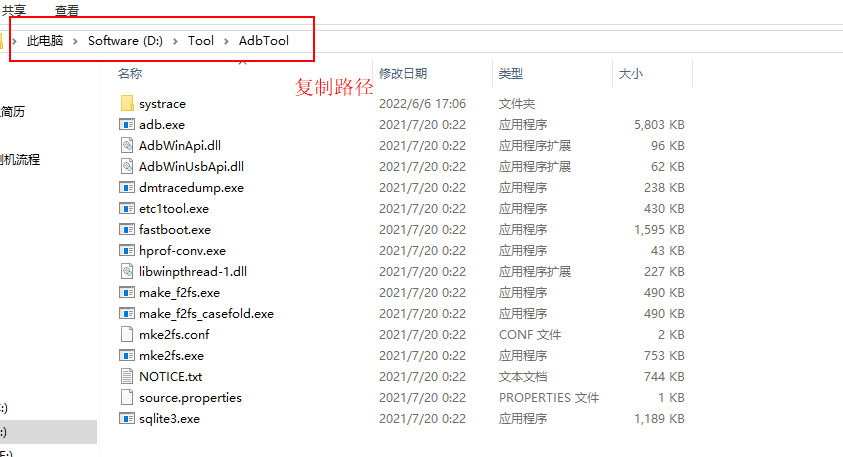 共享 查看
此电脑 Software (D:) Tool AdbTool
名称 修改日期 类型 大小
复制路径
systrace 2022/6/6 17:06 文件夹
简历
adb.exe 2021/7/20 0:22 应用程序 5,803 KB
AdbWinApi.dll 2021/7/20 0:22 应用程序扩展 96 KB
机流程
AdbWinUsbApi.dll 2021/7/20 0:22 应用程序扩展 62 KB
dmtracedump.exe 2021/7/20 0:22 应用程序 238 KB
etc1tool.exe 2021/7/20 0:22 应用程序 430 KB
fastboot.exe 2021/7/20 0:22 应用程序 1,595 KB
hprof-conv.exe 2021/7/20 0:22 应用程序 43 KB
libwinpthread-1.dll 2021/7/20 0:22 应用程序扩展 227 KB
make_f2fs.exe 2021/7/20 0:22 应用程序 490 KB
make_f2fs_casefold.exe 2021/7/20 0:22 应用程序 490 KB
mke2fs.conf 2021/7/20 0:22 CONF 文件 2 KB
mke2fs.exe 2021/7/20 0:22 应用程序 753 KB
NOTICE.txt 2021/7/20 0:22 文本文档 744 KB
source.properties 2021/7/20 0:22 PROPERTIES 文件 1 KB
:)
sqlite3.exe 2021/7/20 0:22 应用程序 1,189 KB
:)